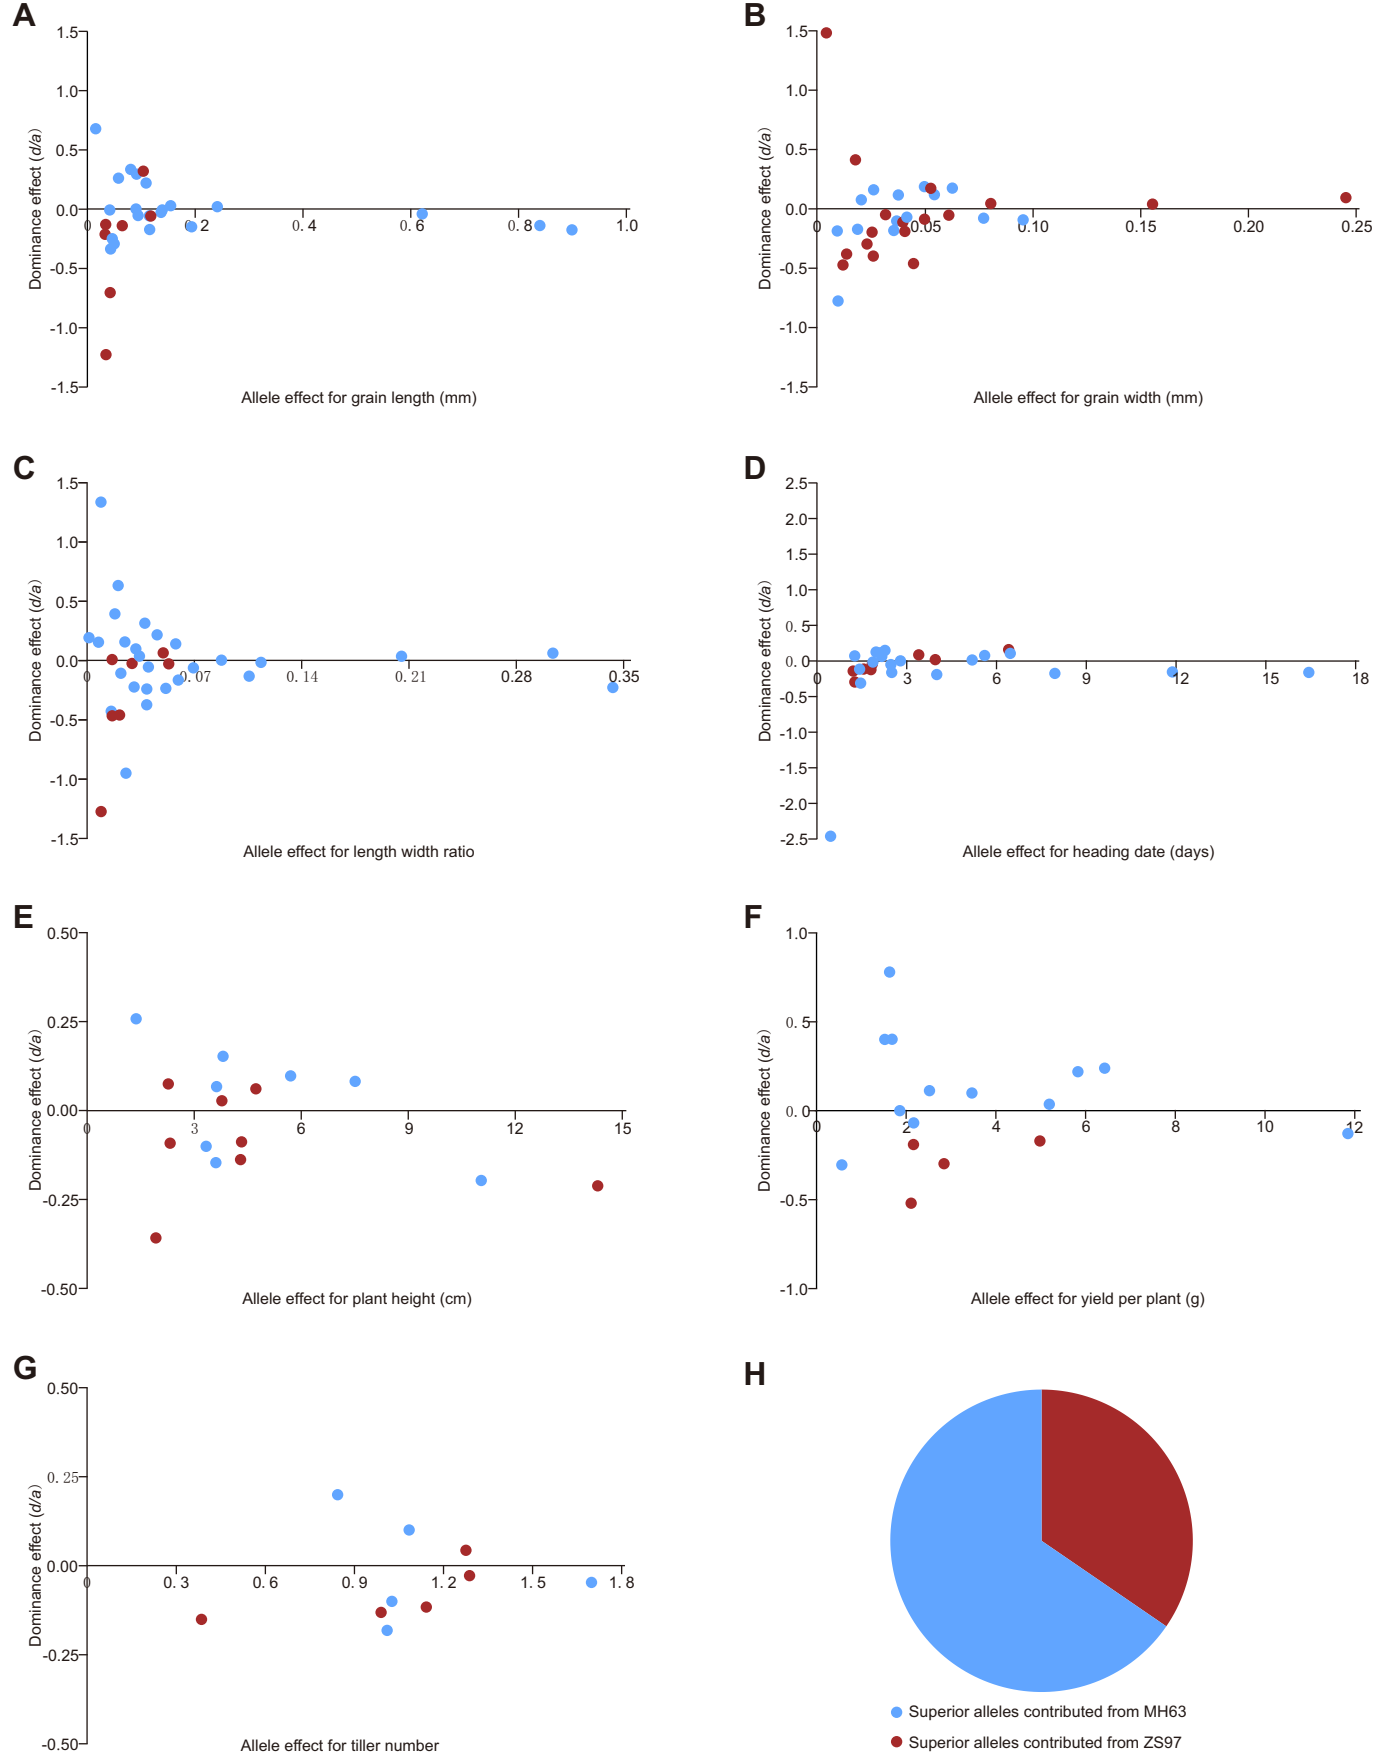 A
1.5
1.0
0.5
0.0
-0.5
-1.0
-1.5
Dominance effect (d/a)
0 0.2 0.4 0.6 0.8 1.0
Allele effect for grain length (mm)
B
1.5
1.0
0.5
0.0
-0.5
-1.0
-1.5
Dominance effect (d/a)
0 0.05 0.10 0.15 0.20 0.25
Allele effect for grain width (mm)
C
1.5
1.0
0.5
0.0
-0.5
-1.0
-1.5
Dominance effect (d/a)
0 0.07 0.14 0.21 0.28 0.35
Allele effect for length width ratio
D
2.5
2.0
1.5
1.0
0.5
0.0
-0.5
-1.0
-1.5
-2.0
-2.5
Dominance effect (d/a)
0 3 6 9 12 15 18
Allele effect for heading date (days)
E
0.50
0.25
0.00
-0.25
-0.50
Dominance effect (d/a)
0 3 6 9 12 15
Allele effect for plant height (cm)
F
1.0
0.5
0.0
-0.5
-1.0
Dominance effect (d/a)
0 2 4 6 8 10 12
Allele effect for yield per plant (g)
G
0.50
0.25
0.00
-0.25
-0.50
Dominance effect (d/a)
0 0.3 0.6 0.9 1.2 1.5 1.8
Allele effect for tiller number
H
Superior alleles contributed from MH63
Superior alleles contributed from ZS97